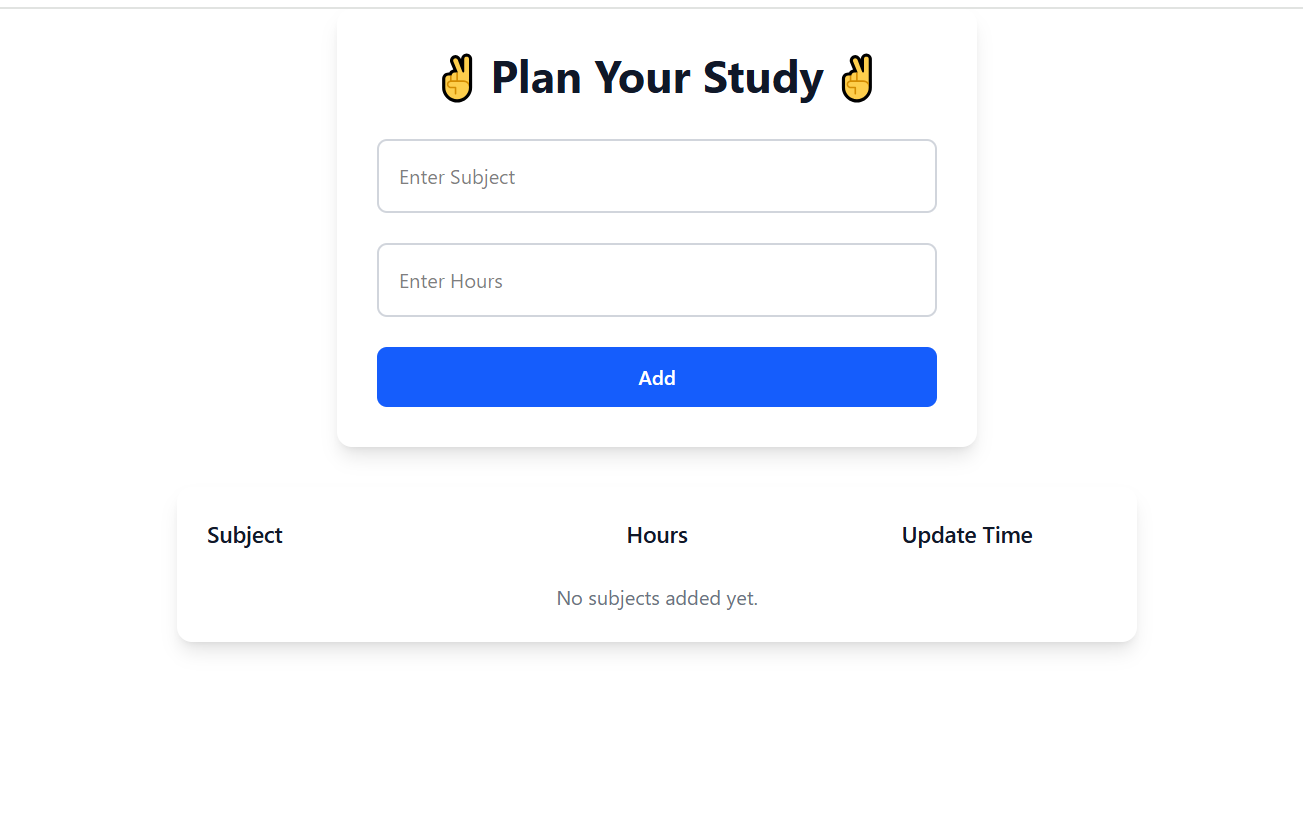 ✌ Plan Your Study ✌
Enter Subject
Enter Hours
Add
Subject Hours Update Time
No subjects added yet.